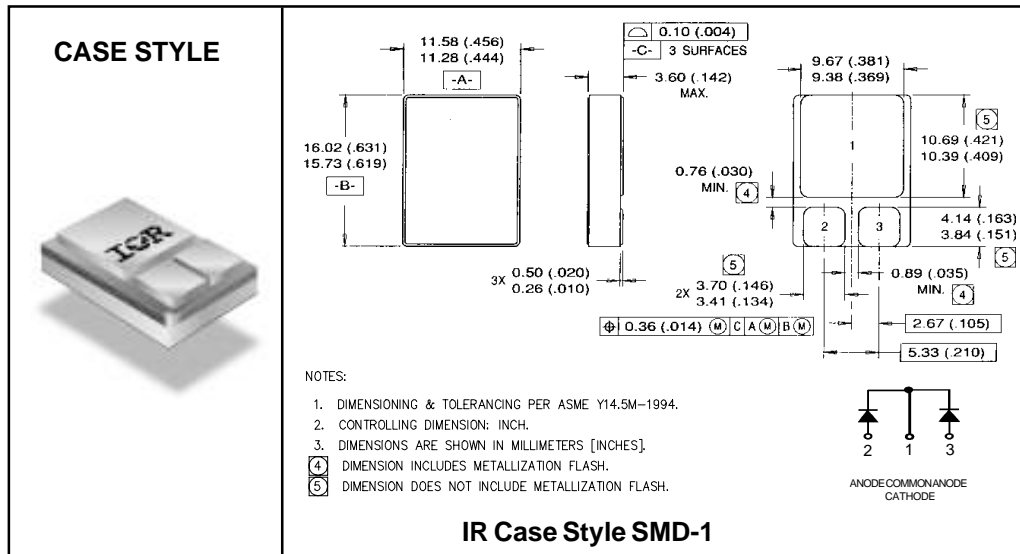 CASE STYLE
IOR
11.58 (.456)
11.28 (.444)
-A-
16.02 (.631)
15.73 (.619)
-B-
⌓ 0.10 (.004)
-C- 3 SURFACES
3.60 (.142)
MAX.
3X 0.50 (.020)
0.26 (.010)
9.67 (.381)
9.38 (.369)
1
2
3
5
10.69 (.421)
10.39 (.409)
0.76 (.030)
MIN. 4
4.14 (.163)
3.84 (.151)
5
5
2X 3.70 (.146)
3.41 (.134)
0.89 (.035)
MIN. 4
⌖ 0.36 (.014) Ⓜ C A Ⓜ B Ⓜ
2.67 (.105)
5.33 (.210)
NOTES:
1. DIMENSIONING & TOLERANCING PER ASME Y14.5M-1994.
2. CONTROLLING DIMENSION: INCH.
3. DIMENSIONS ARE SHOWN IN MILLIMETERS [INCHES].
4 DIMENSION INCLUDES METALLIZATION FLASH.
5 DIMENSION DOES NOT INCLUDE METALLIZATION FLASH.
2 1 3
ANODE COMMON ANODE
CATHODE
IR Case Style SMD-1